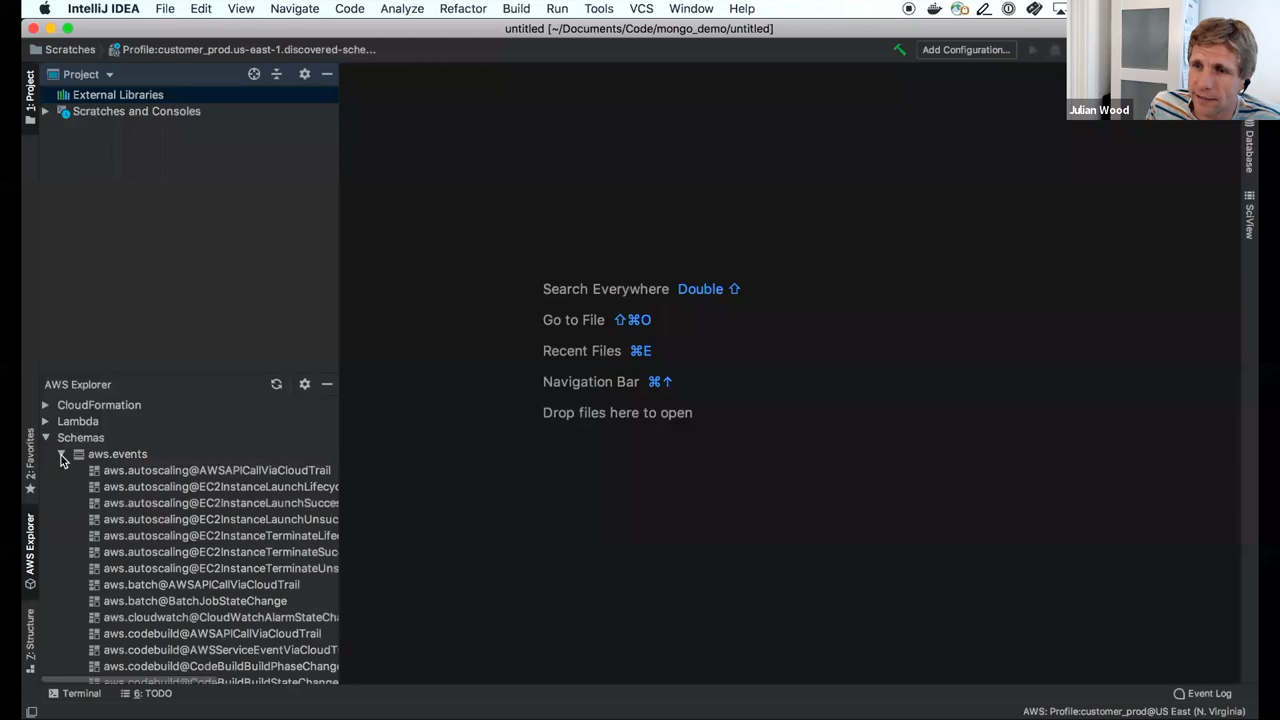 IntelliJ IDEA File Edit View Navigate Code Analyze Refactor Build Run Tools VCS Window Help
untitled [~/Documents/Code/mongo_demo/untitled]
Scratches Profile:customer_prod.us-east-1.discovered-sche...
Add Configuration...
Julian Wood
1: Project
Project
External Libraries
Scratches and Consoles
Database
SciView
Search Everywhere Double ⇧
Go to File ⇧⌘O
Recent Files ⌘E
Navigation Bar ⌘↑
Drop files here to open
AWS Explorer
CloudFormation
Lambda
Schemas
aws.events
aws.autoscaling@AWSAPICallViaCloudTrail
aws.autoscaling@EC2InstanceLaunchLifecyc
aws.autoscaling@EC2InstanceLaunchSucces
aws.autoscaling@EC2InstanceLaunchUnsuc
aws.autoscaling@EC2InstanceTerminateLife
aws.autoscaling@EC2InstanceTerminateSuc
aws.autoscaling@EC2InstanceTerminateUns
aws.batch@AWSAPICallViaCloudTrail
aws.batch@BatchJobStateChange
aws.cloudwatch@CloudWatchAlarmStateCha
aws.codebuild@AWSAPICallViaCloudTrail
aws.codebuild@AWSServiceEventViaCloudT
aws.codebuild@CodeBuildBuildPhaseChange
aws.codebuild@CodeBuildBuildStateChange
2: Favorites
AWS Explorer
Z: Structure
Terminal 6: TODO
Event Log
AWS: Profile:customer_prod@US East (N. Virginia)